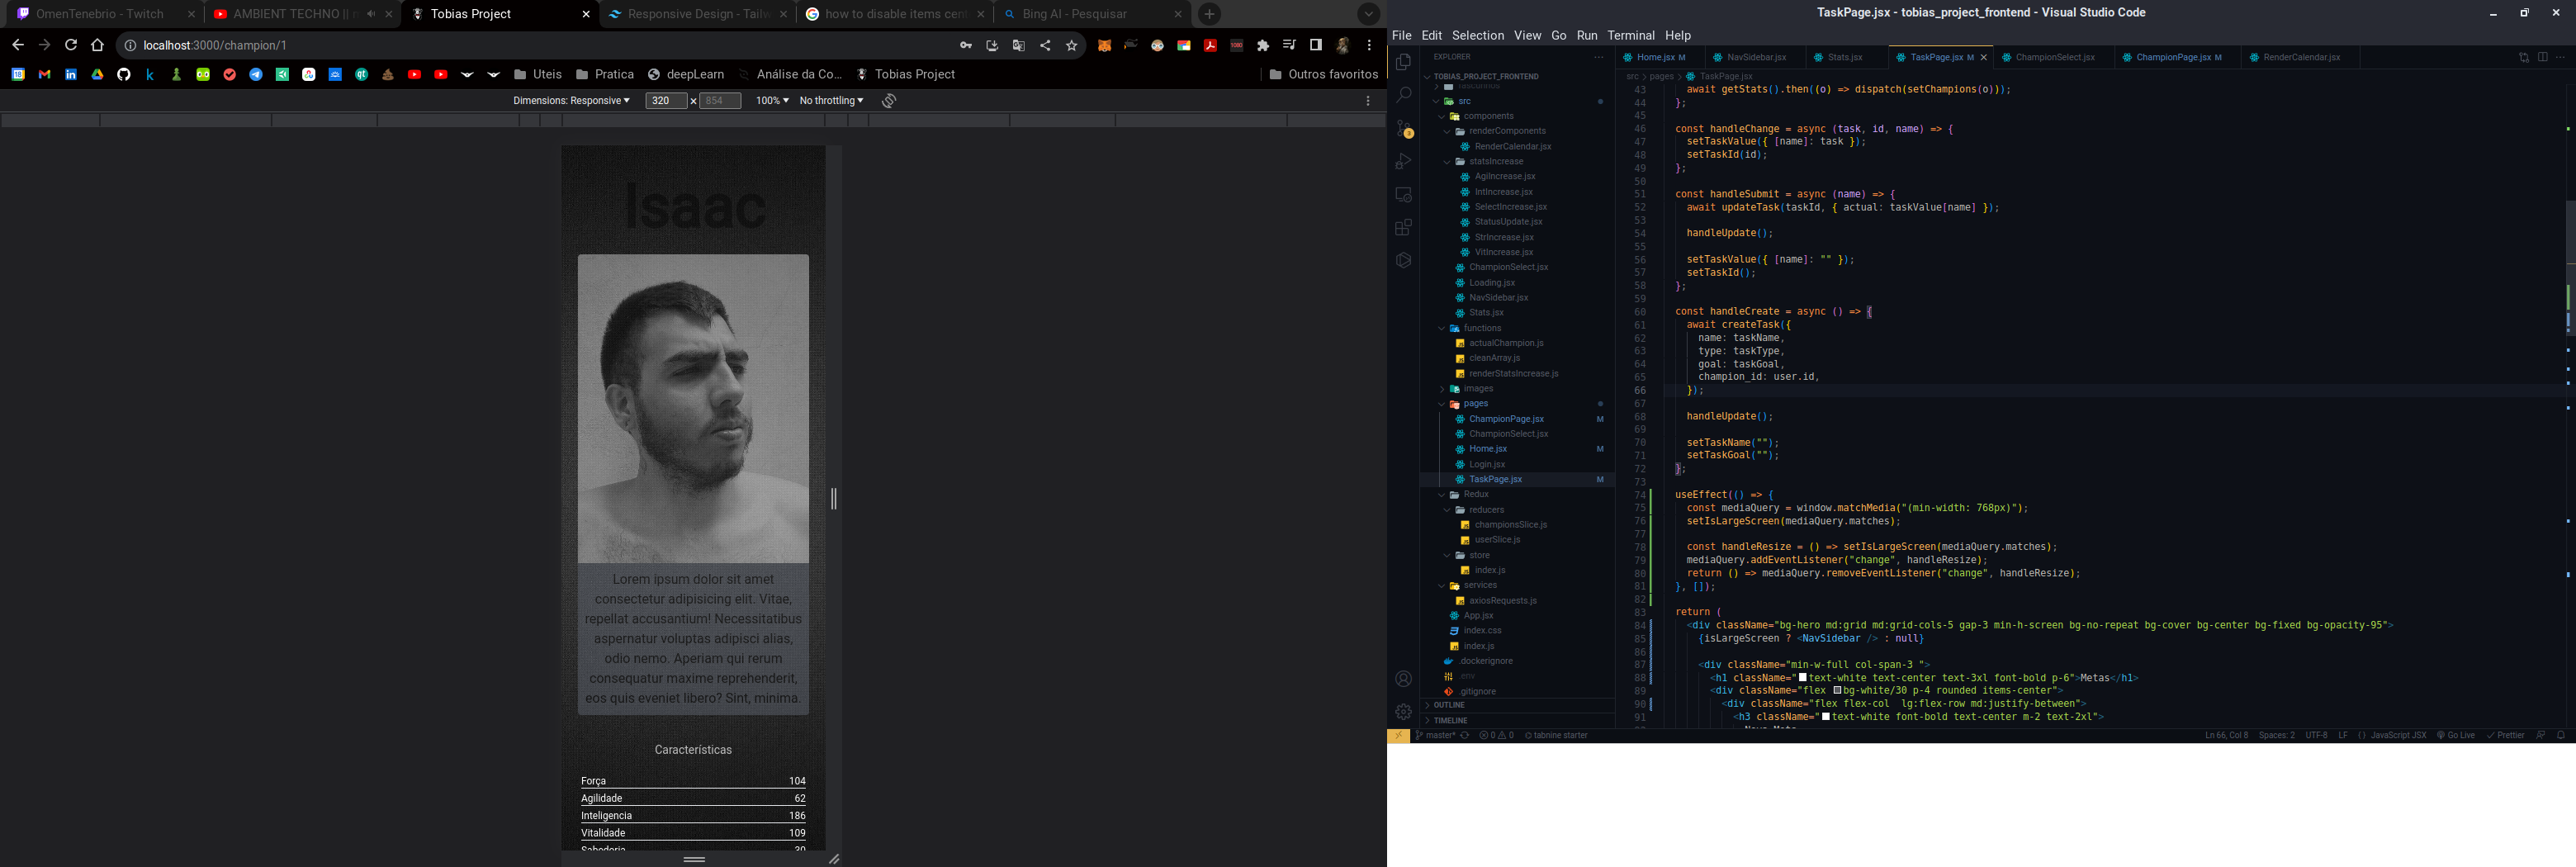 OmenTenebrio - Twitch
AMBIENT TECHNO || m
Tobias Project
Responsive Design - Tailw
how to disable items cent
Bing AI - Pesquisar
localhost:3000/champion/1
Uteis
Pratica
deepLearn
Análise da Co...
Tobias Project
Outros favoritos
Dimensions: Responsive
320
×
854
100%
No throttling
Isaac
Lorem ipsum dolor sit amet
consectetur adipisicing elit. Vitae,
repellat accusantium! Necessitatibus
aspernatur voluptas adipisci alias,
odio nemo. Aperiam qui rerum
consequatur maxime reprehenderit,
eos quis eveniet libero? Sint, minima.
Características
Força 104
Agilidade 62
Inteligencia 186
Vitalidade 109
Sabedoria 30
TaskPage.jsx - tobias_project_frontend - Visual Studio Code
File Edit Selection View Go Run Terminal Help
EXPLORER
TOBIAS_PROJECT_FRONTEND
src
components
renderComponents
RenderCalendar.jsx
statsIncrease
AgiIncrease.jsx
IntIncrease.jsx
SelectIncrease.jsx
StatusUpdate.jsx
StrIncrease.jsx
VitIncrease.jsx
ChampionSelect.jsx
Loading.jsx
NavSidebar.jsx
Stats.jsx
functions
actualChampion.js
cleanArray.js
renderStatsIncrease.js
images
pages
ChampionPage.jsx M
ChampionSelect.jsx
Home.jsx M
Login.jsx
TaskPage.jsx M
Redux
reducers
championsSlice.js
userSlice.js
store
index.js
services
axiosRequests.js
App.jsx
index.css
index.js
.dockerignore
.env
.gitignore
OUTLINE
TIMELINE
Home.jsx M
NavSidebar.jsx
Stats.jsx
TaskPage.jsx M
ChampionSelect.jsx
ChampionPage.jsx M
RenderCalendar.jsx
src > pages > TaskPage.jsx
43 await getStats().then((o) => dispatch(setChampions(o)));
44 };
45
46 const handleChange = async (task, id, name) => {
47 setTaskValue({ [name]: task });
48 setTaskId(id);
49 };
50
51 const handleSubmit = async (name) => {
52 await updateTask(taskId, { actual: taskValue[name] });
53
54 handleUpdate();
55
56 setTaskValue({ [name]: "" });
57 setTaskId();
58 };
59
60 const handleCreate = async () => {
61 await createTask({
62 name: taskName,
63 type: taskType,
64 goal: taskGoal,
65 champion_id: user.id,
66 });
67
68 handleUpdate();
69
70 setTaskName("");
71 setTaskGoal("");
72 };
73
74 useEffect(() => {
75 const mediaQuery = window.matchMedia("(min-width: 768px)");
76 setIsLargeScreen(mediaQuery.matches);
77
78 const handleResize = () => setIsLargeScreen(mediaQuery.matches);
79 mediaQuery.addEventListener("change", handleResize);
80 return () => mediaQuery.removeEventListener("change", handleResize);
81 }, []);
82
83 return (
84 <div className="bg-hero md:grid md:grid-cols-5 gap-3 min-h-screen bg-no-repeat bg-cover bg-center bg-fixed bg-opacity-95">
85 {isLargeScreen ? <NavSidebar /> : null}
86
87 <div className="min-w-full col-span-3 ">
88 <h1 className="text-white text-center text-3xl font-bold p-6">Metas</h1>
89 <div className="flex bg-white/30 p-4 rounded items-center">
90 <div className="flex flex-col  lg:flex-row md:justify-between">
91 <h3 className="text-white font-bold text-center m-2 text-2xl">
master* 0 0 tabnine starter
Ln 66, Col 8 Spaces: 2 UTF-8 LF {} JavaScript JSX Go Live Prettier